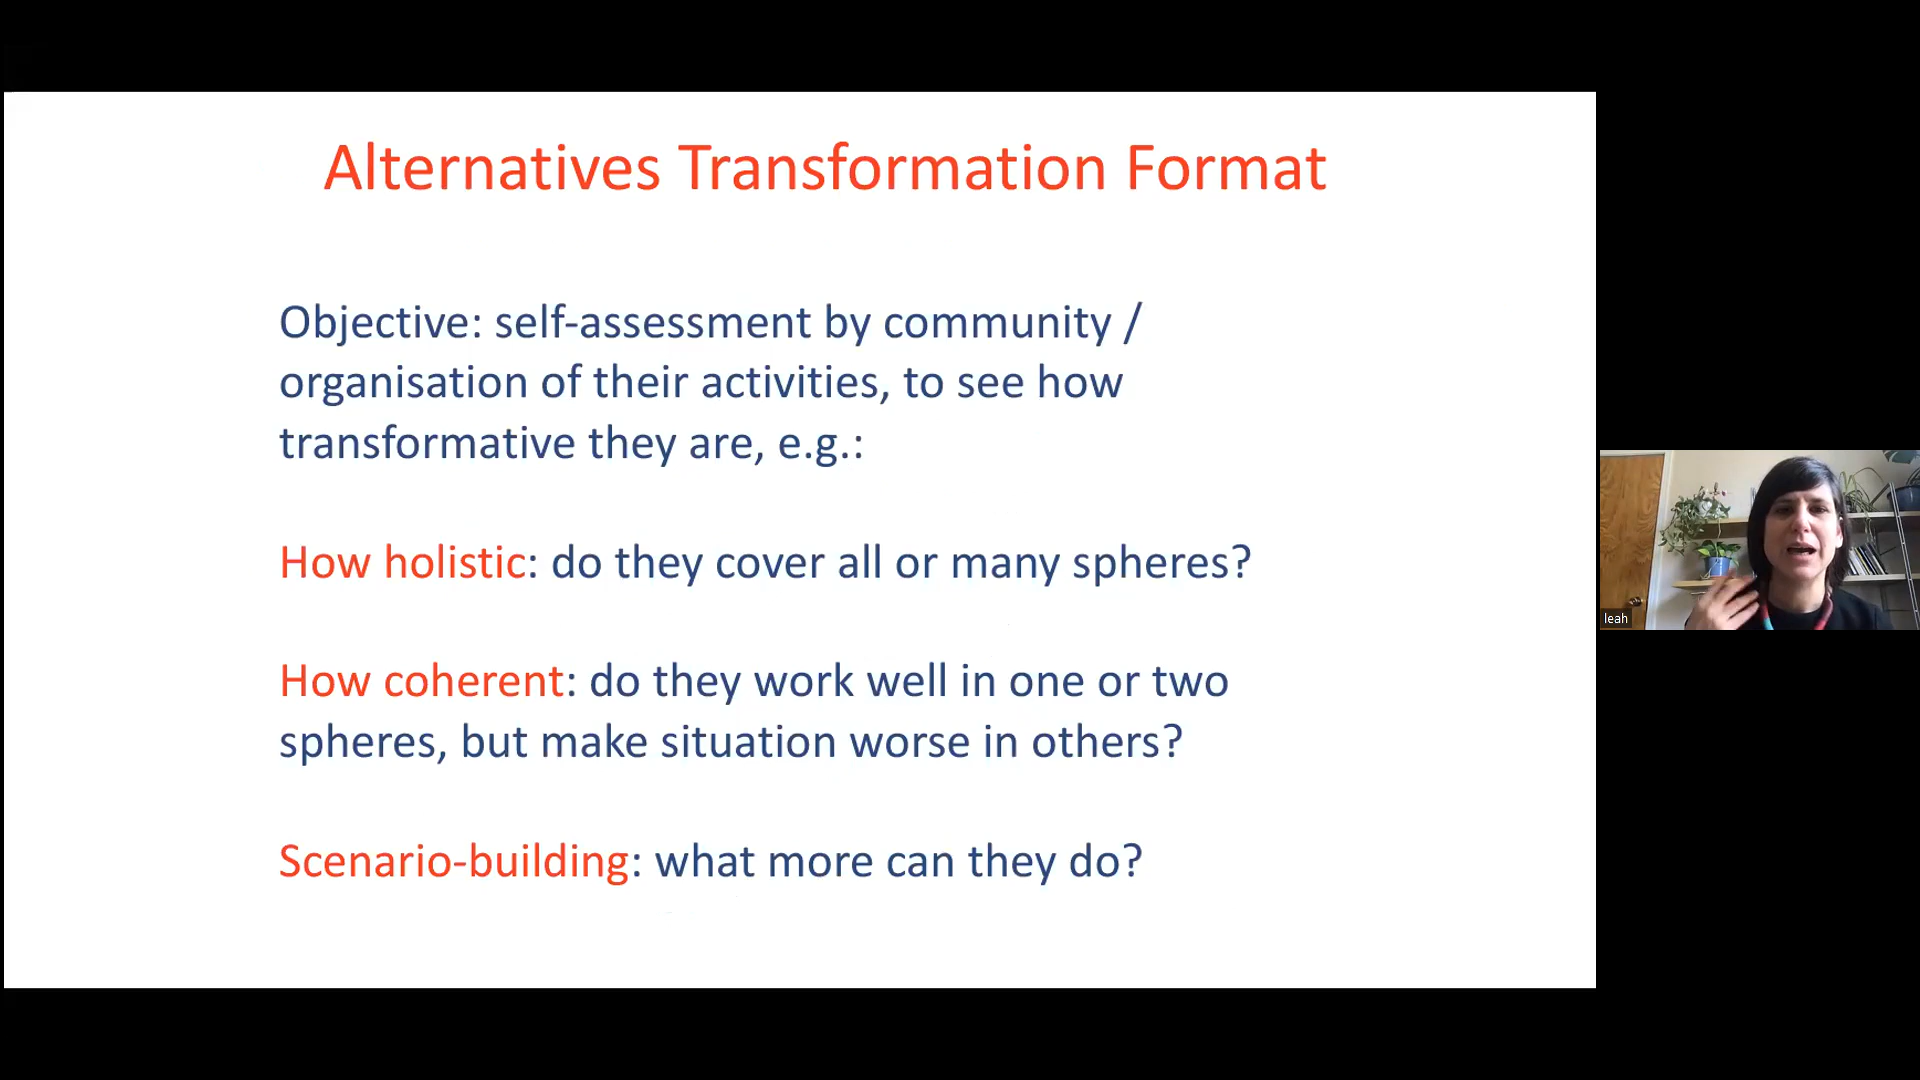 Alternatives Transformation Format
Objective: self-assessment by community /
organisation of their activities, to see how
transformative they are, e.g.:
How holistic: do they cover all or many spheres?
How coherent: do they work well in one or two
spheres, but make situation worse in others?
Scenario-building: what more can they do?
leah